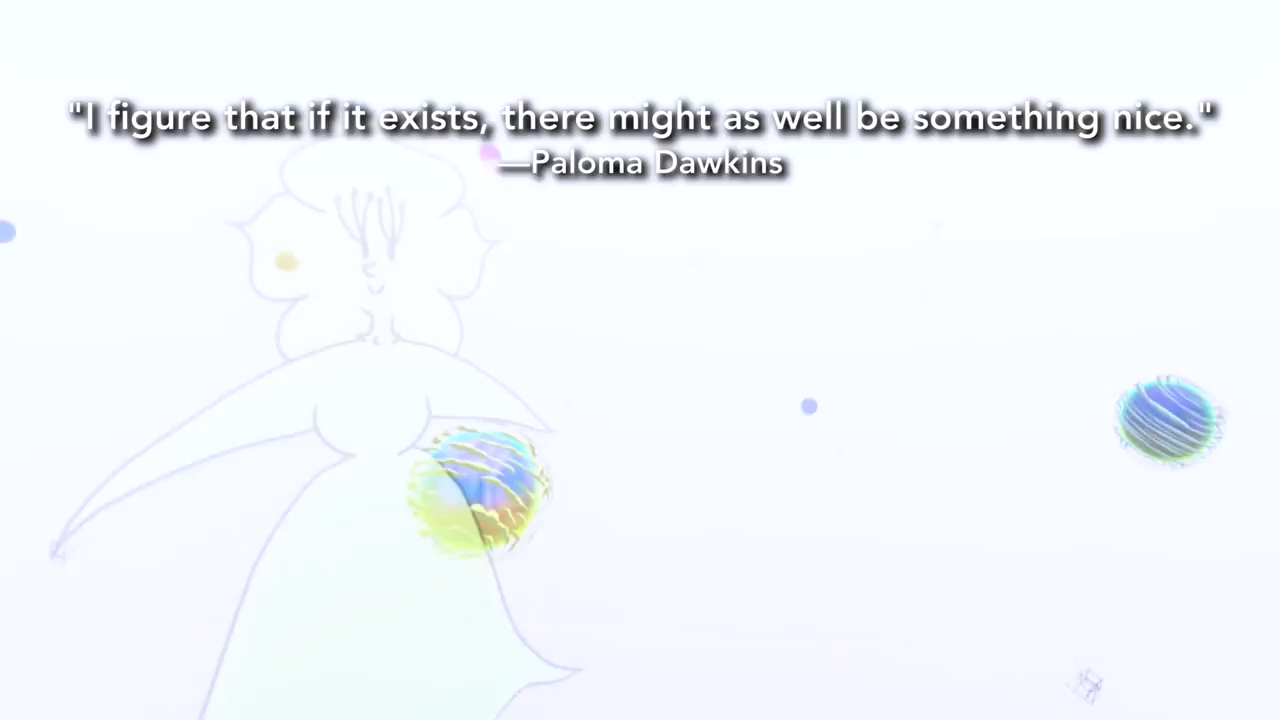 "I figure that if it exists, there might as well be something nice."
—Paloma Dawkins